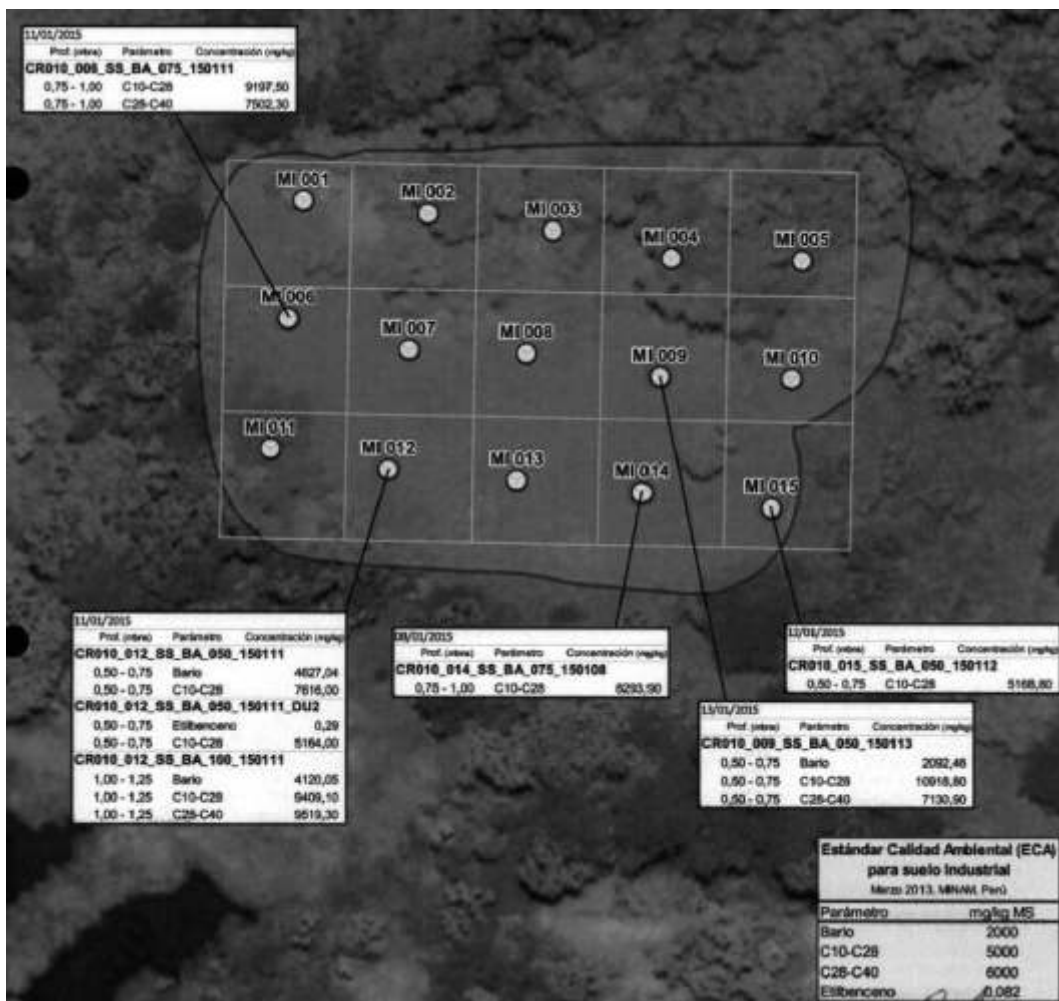 11/01/2015
Prof. (mbns) Parámetro Concentración (mg/kg)
CR010_006_SS_BA_075_150111
0,75 - 1,00 C10-C28 9197,50
0,75 - 1,00 C28-C40 7502,30
MI 001
MI 002
MI 003
MI 004
MI 005
MI 006
MI 007
MI 008
MI 009
MI 010
MI 011
MI 012
MI 013
MI 014
MI 015
11/01/2015
Prof. (mbns) Parámetro Concentración (mg/kg)
CR010_012_SS_BA_050_150111
0,50 - 0,75 Bario 4627,04
0,50 - 0,75 C10-C28 7616,00
CR010_012_SS_BA_050_150111_DU2
0,50 - 0,75 Etilbenceno 0,29
0,50 - 0,75 C10-C28 5164,00
CR010_012_SS_BA_100_150111
1,00 - 1,25 Bario 4120,05
1,00 - 1,25 C10-C28 9409,10
1,00 - 1,25 C28-C40 9519,30
08/01/2015
Prof. (mbns) Parámetro Concentración (mg/kg)
CR010_014_SS_BA_075_150108
0,75 - 1,00 C10-C28 6293,90
12/01/2015
Prof. (mbns) Parámetro Concentración (mg/kg)
CR010_015_SS_BA_050_150112
0,50 - 0,75 C10-C28 5168,80
13/01/2015
Prof. (mbns) Parámetro Concentración (mg/kg)
CR010_009_SS_BA_050_150113
0,50 - 0,75 Bario 2092,46
0,50 - 0,75 C10-C28 10918,80
0,50 - 0,75 C28-C40 7130,90
Estándar Calidad Ambiental (ECA)
para suelo Industrial
Marzo 2013. MINAM. Perú
Parámetro mg/kg MS
Bario 2000
C10-C28 5000
C28-C40 6000
Etilbenceno 0,082